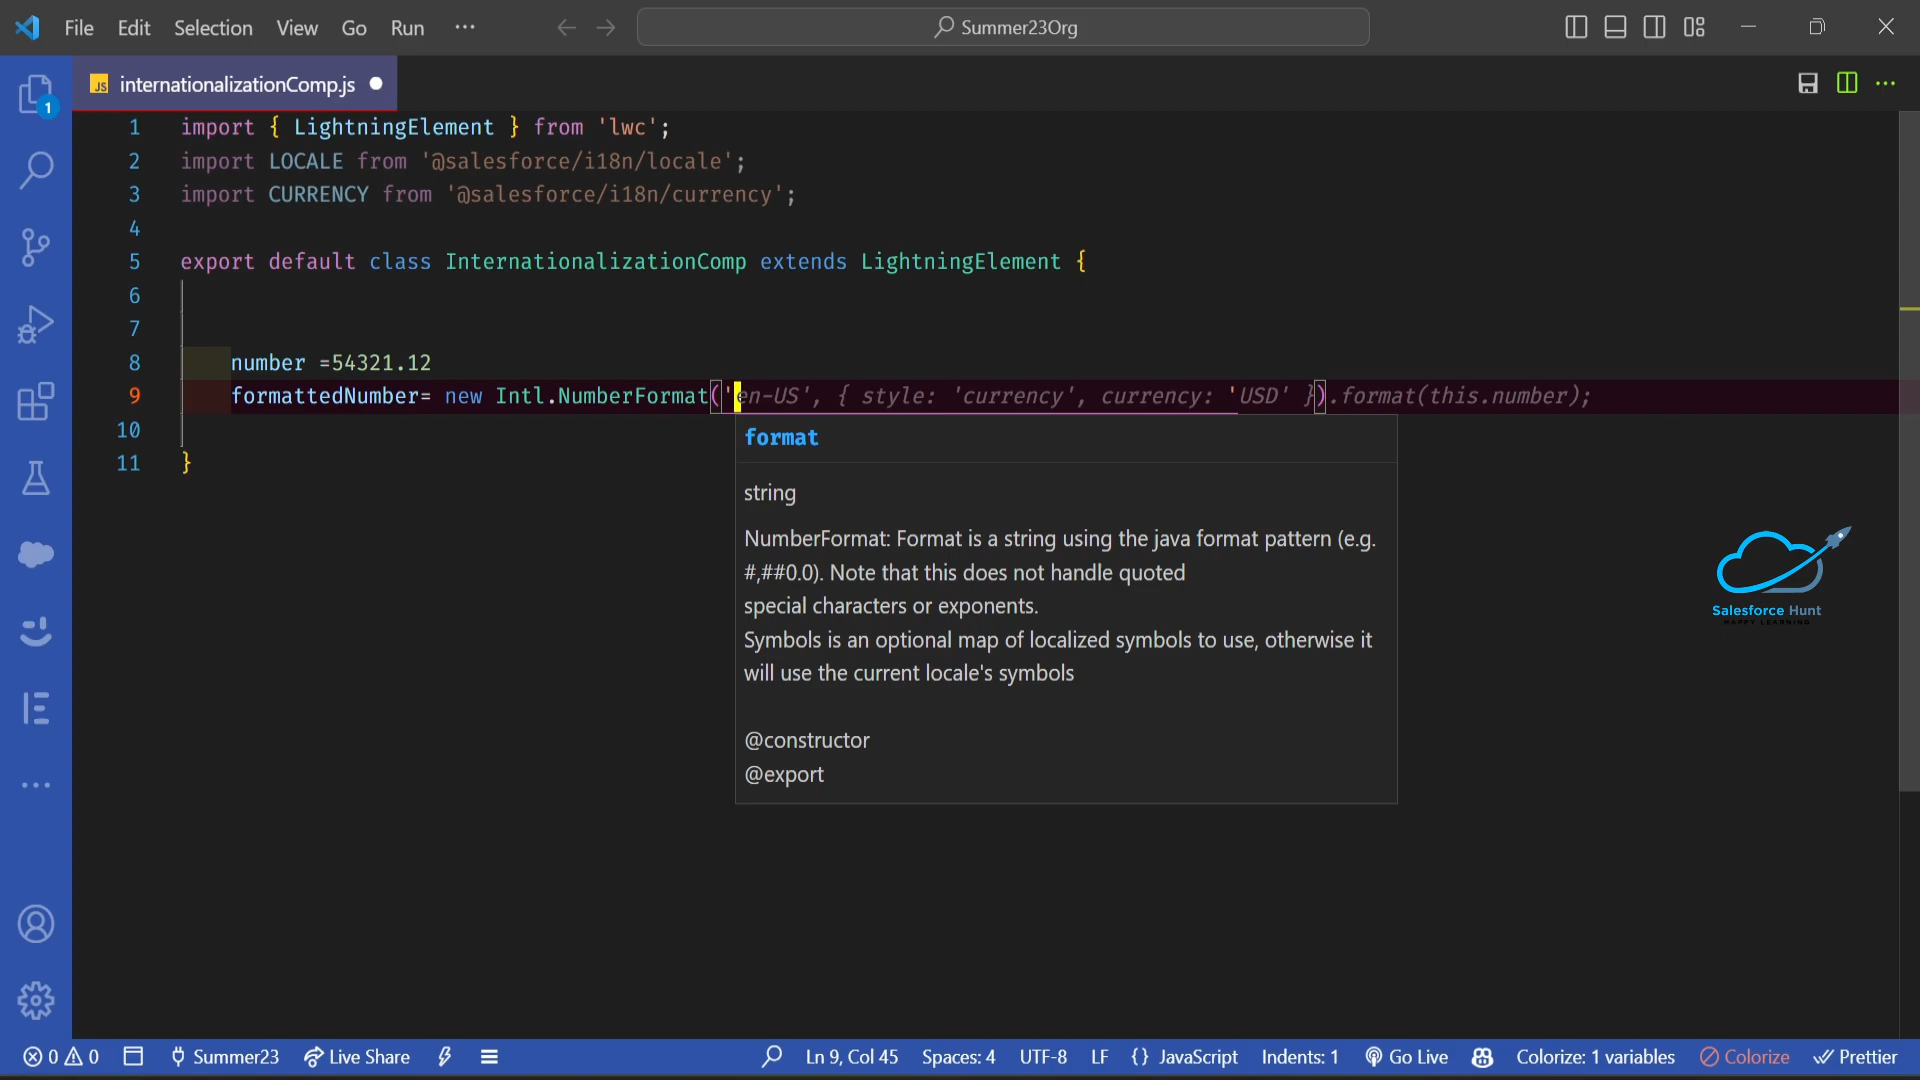 File Edit Selection View Go Run ···
Summer23Org
1
JS internationalizationComp.js
1 import { LightningElement } from 'lwc';
2 import LOCALE from '@salesforce/i18n/locale';
3 import CURRENCY from '@salesforce/i18n/currency';
4
5 export default class InternationalizationComp extends LightningElement {
6
7
8 number =54321.12
9 formattedNumber= new Intl.NumberFormat('en-US', { style: 'currency', currency: 'USD' }).format(this.number);
10
11 }
format
string
NumberFormat: Format is a string using the java format pattern (e.g.
#,##0.0). Note that this does not handle quoted
special characters or exponents.
Symbols is an optional map of localized symbols to use, otherwise it
will use the current locale's symbols
@constructor
@export
Salesforce Hunt
HAPPY LEARNING
0 0 Summer23 Live Share Ln 9, Col 45 Spaces: 4 UTF-8 LF {} JavaScript Indents: 1 Go Live Colorize: 1 variables Colorize Prettier